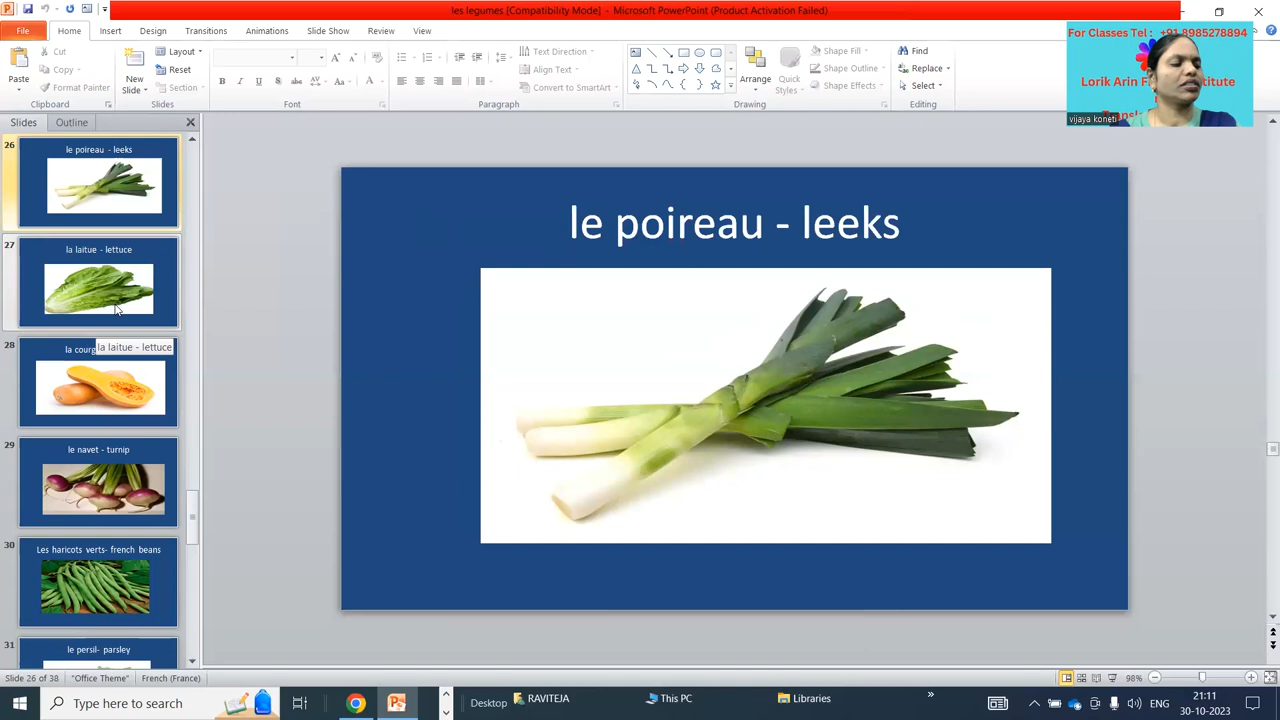 les legumes [Compatibility Mode] - Microsoft PowerPoint (Product Activation Failed)
File Home Insert Design Transitions Animations Slide Show Review View
Paste
Cut
Copy
Format Painter
Clipboard
New Slide
Layout
Reset
Section
Slides
Font
Text Direction
Align Text
Convert to SmartArt
Paragraph
Arrange
Quick Styles
Shape Fill
Shape Outline
Shape Effects
Drawing
Find
Replace
Select
Editing
For Classes Tel : +91 8985278894
Lorik Arin
vijaya koneti
Slides Outline
26
le poireau - leeks
27
la laitue - lettuce
28
la courg
la laitue - lettuce
29
le navet - turnip
30
Les haricots verts- french beans
31
le persil- parsley
le poireau - leeks
Slide 26 of 38 "Office Theme" French (France)
98%
Type here to search
Desktop
RAVITEJA
This PC
Libraries
ENG
21:11
30-10-2023